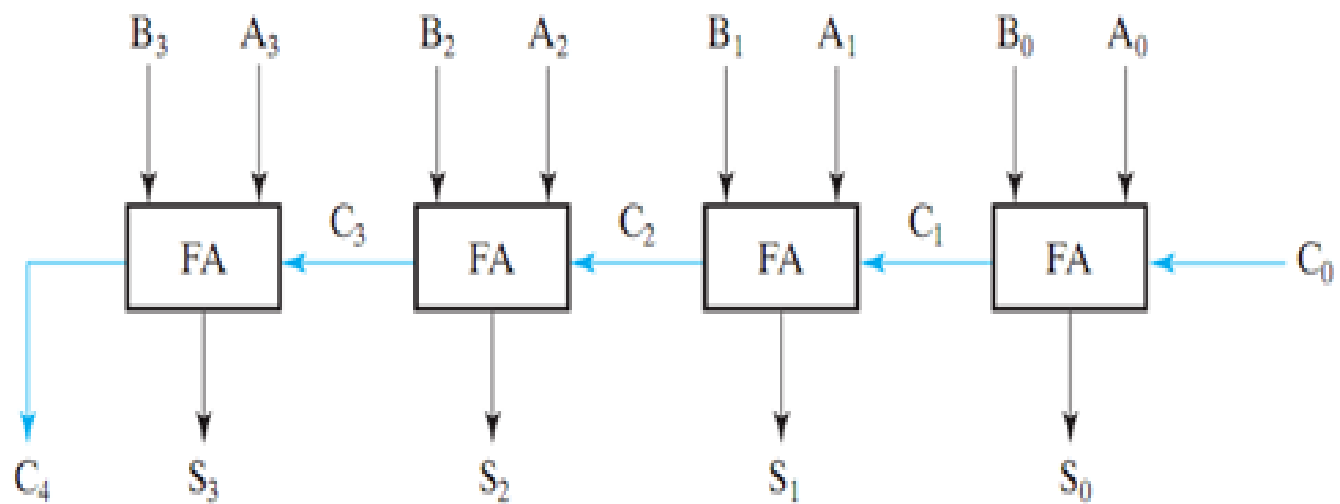 B₃ A₃ B₂ A₂ B₁ A₁ B₀ A₀
C₃ C₂ C₁
FA FA FA FA C₀
C₄ S₃ S₂ S₁ S₀